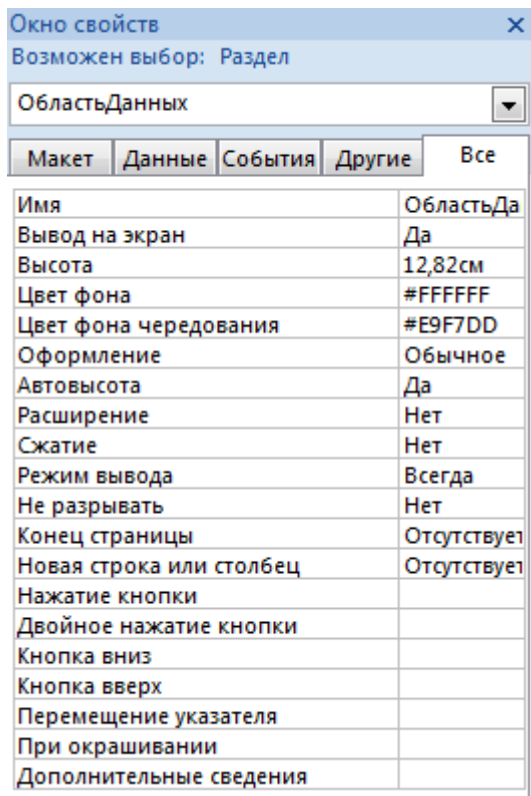 Окно свойств
Возможен выбор: Раздел
ОбластьДанных
Макет Данные События Другие Все
Имя ОбластьДа
Вывод на экран Да
Высота 12,82см
Цвет фона #FFFFFF
Цвет фона чередования #E9F7DD
Оформление Обычное
Автовысота Да
Расширение Нет
Сжатие Нет
Режим вывода Всегда
Не разрывать Нет
Конец страницы Отсутствует
Новая строка или столбец Отсутствует
Нажатие кнопки
Двойное нажатие кнопки
Кнопка вниз
Кнопка вверх
Перемещение указателя
При окрашивании
Дополнительные сведения